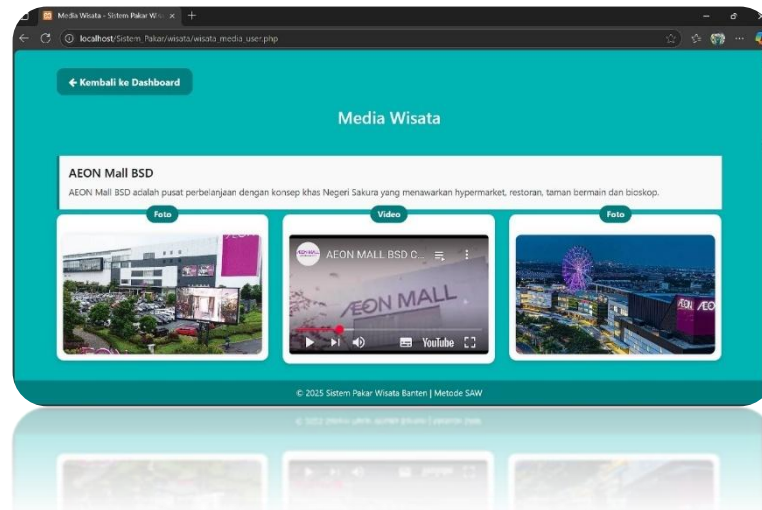 Media Wisata - Sistem Pakar Wis
localhost/Sistem_Pakar/wisata/wisata_media_user.php
Kembali ke Dashboard
Media Wisata
AEON Mall BSD
AEON Mall BSD adalah pusat perbelanjaan dengan konsep khas Negeri Sakura yang menawarkan hypermarket, restoran, taman bermain dan bioskop.
Foto
Video
Foto
AEON MALL BSD C...
ÆON MALL
YouTube
© 2025 Sistem Pakar Wisata Banten | Metode SAW